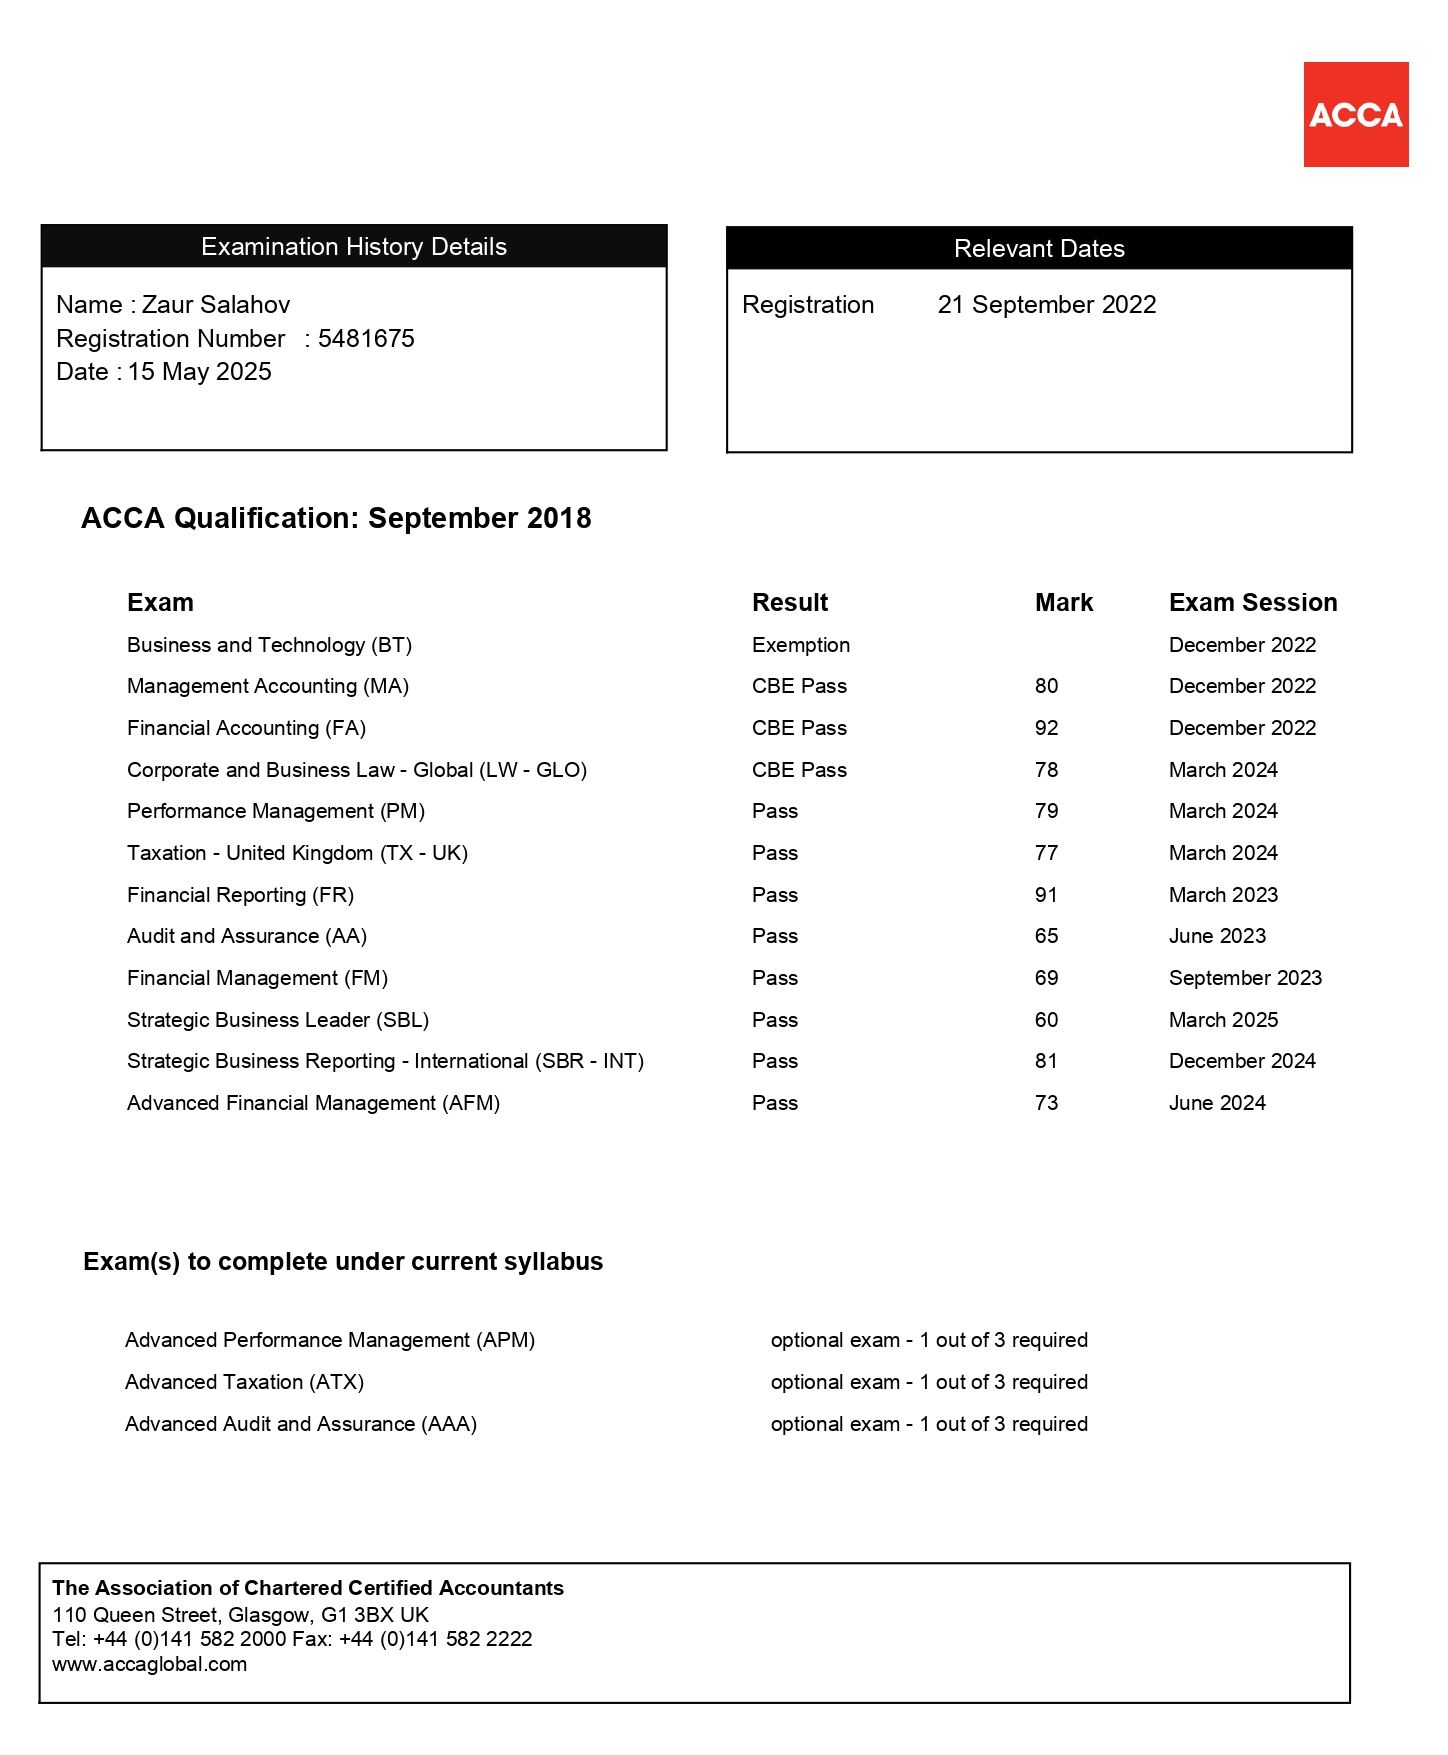 ACCA
Examination History Details
Name : Zaur Salahov
Registration Number : 5481675
Date : 15 May 2025
Relevant Dates
Registration 21 September 2022
ACCA Qualification: September 2018
Exam Result Mark Exam Session
Business and Technology (BT) Exemption December 2022
Management Accounting (MA) CBE Pass 80 December 2022
Financial Accounting (FA) CBE Pass 92 December 2022
Corporate and Business Law - Global (LW - GLO) CBE Pass 78 March 2024
Performance Management (PM) Pass 79 March 2024
Taxation - United Kingdom (TX - UK) Pass 77 March 2024
Financial Reporting (FR) Pass 91 March 2023
Audit and Assurance (AA) Pass 65 June 2023
Financial Management (FM) Pass 69 September 2023
Strategic Business Leader (SBL) Pass 60 March 2025
Strategic Business Reporting - International (SBR - INT) Pass 81 December 2024
Advanced Financial Management (AFM) Pass 73 June 2024
Exam(s) to complete under current syllabus
Advanced Performance Management (APM) optional exam - 1 out of 3 required
Advanced Taxation (ATX) optional exam - 1 out of 3 required
Advanced Audit and Assurance (AAA) optional exam - 1 out of 3 required
The Association of Chartered Certified Accountants
110 Queen Street, Glasgow, G1 3BX UK
Tel: +44 (0)141 582 2000 Fax: +44 (0)141 582 2222
www.accaglobal.com